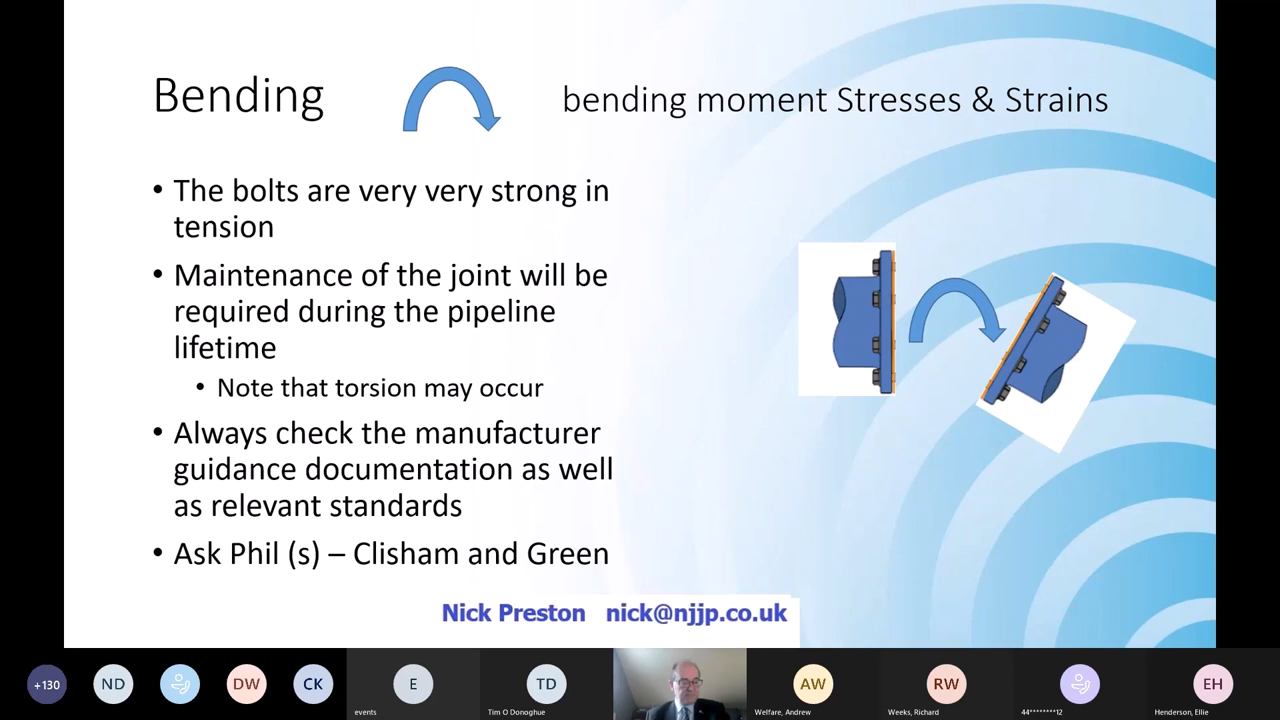 Bending
bending moment Stresses & Strains
• The bolts are very very strong in
tension
• Maintenance of the joint will be
required during the pipeline
lifetime
• Note that torsion may occur
• Always check the manufacturer
guidance documentation as well
as relevant standards
• Ask Phil (s) – Clisham and Green
Nick Preston nick@njjp.co.uk
+130
ND
DW
CK
E
events
TD
Tim O Donoghue
AW
Welfare, Andrew
RW
Weeks, Richard
44********12
EH
Henderson, Ellie